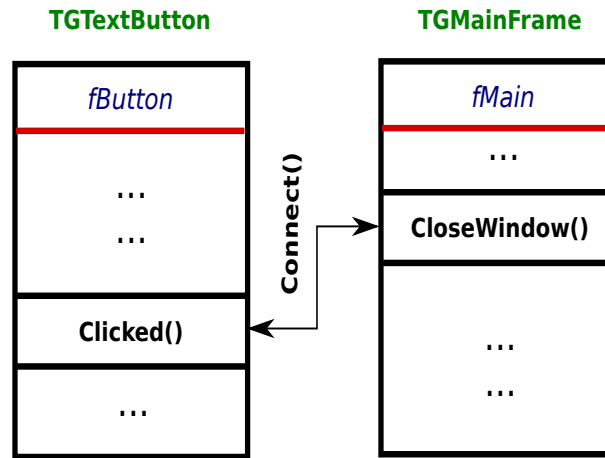 TGTextButton
fButton
...
...
Clicked()
...
Connect()
TGMainFrame
fMain
...
CloseWindow()
...
...